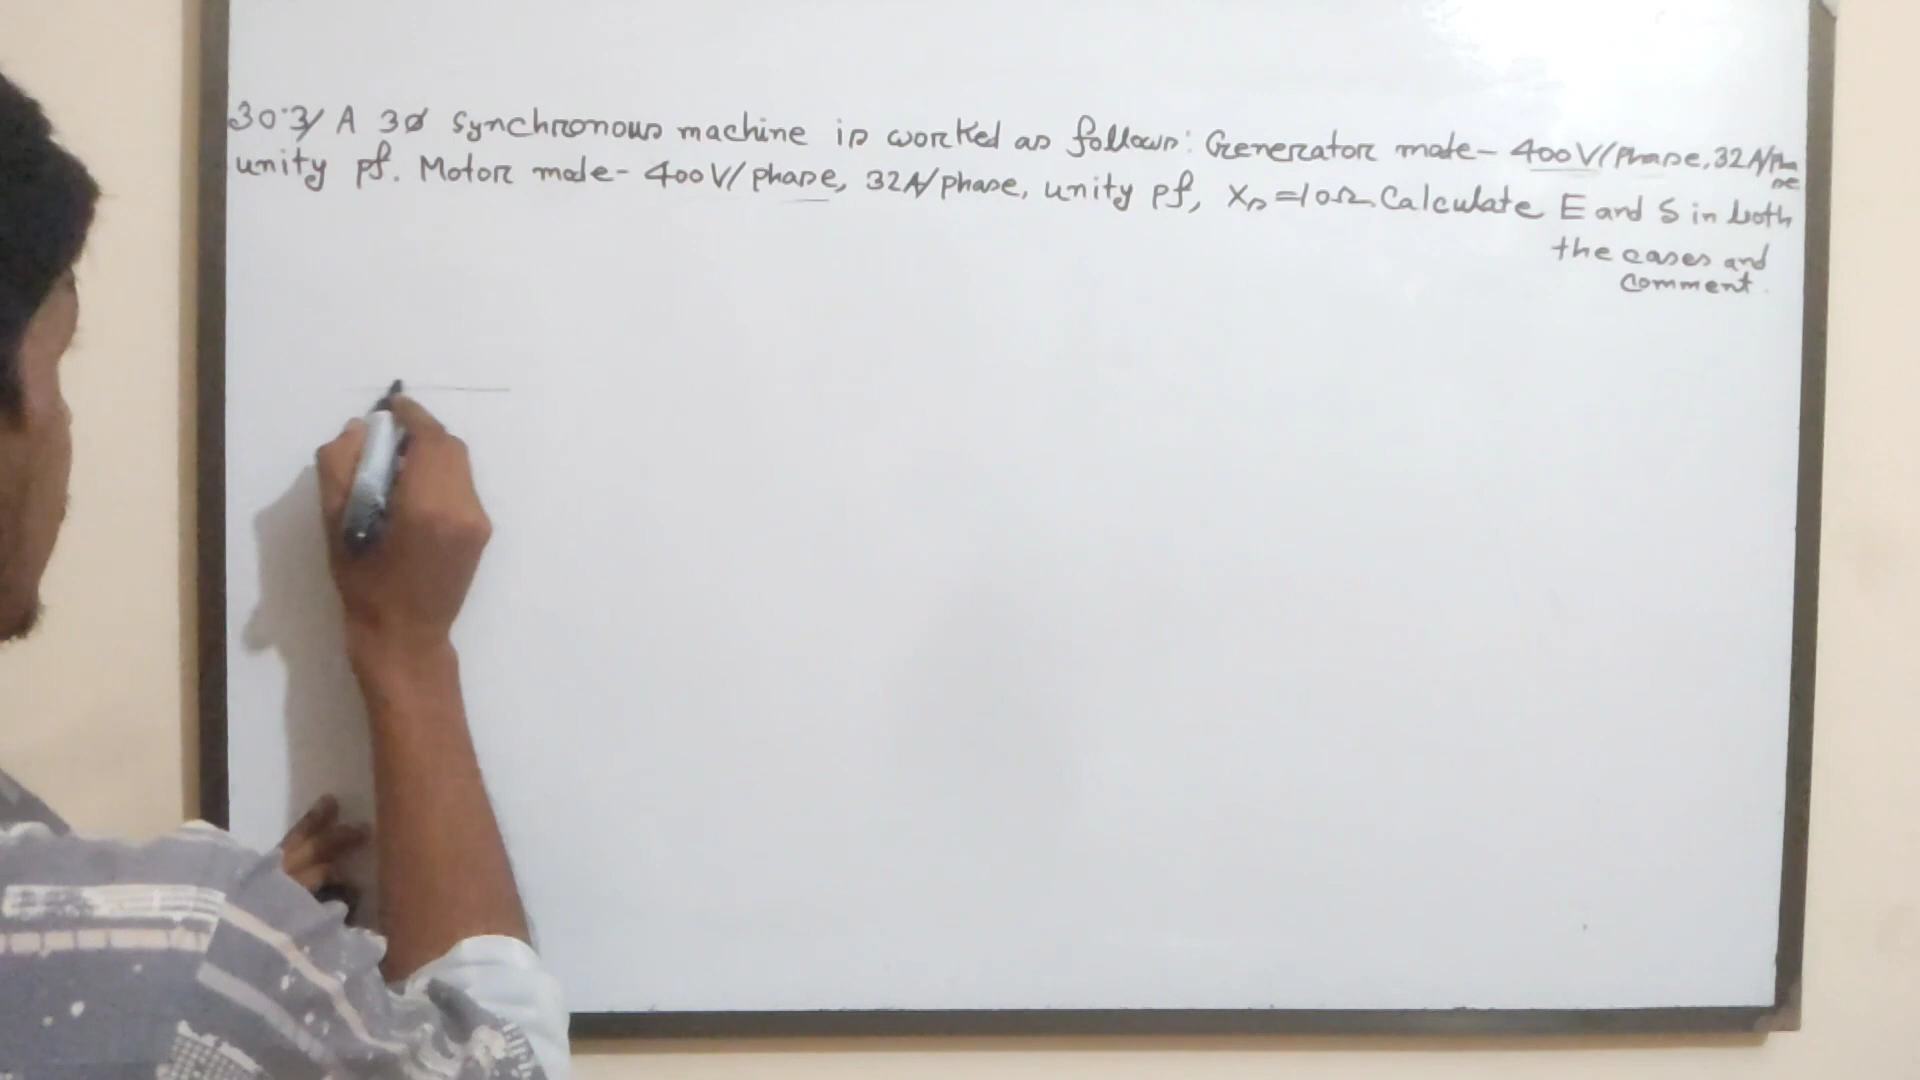 30.3/ A 3ø synchronous machine is worked as follows: Generator mode- 400V/phase, 32A/phase
unity pf. Motor mode- 400V/phase, 32A/phase, unity pf, Xs=10Ω. Calculate E and δ in both
the cases and
comment.